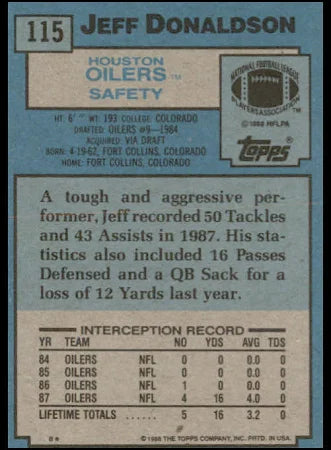 115 JEFF DONALDSON
HOUSTON
OILERS™
SAFETY
NATIONAL FOOTBALL LEAGUE
PLAYERS ASSOCIATION
©1988 NFLPA
TOPPS
HT: 6' " WT: 193 COLLEGE: COLORADO
DRAFTED: OILERS #9-1984
ACQUIRED: VIA DRAFT
BORN: 4-19-62, FORT COLLINS, COLORADO
HOME: FORT COLLINS, COLORADO
A tough and aggressive per-
former, Jeff recorded 50 Tackles
and 43 Assists in 1987. His sta-
tistics also included 16 Passes
Defensed and a QB Sack for a
loss of 12 Yards last year.
INTERCEPTION RECORD
YR TEAM NO YDS AVG TDS
84 OILERS NFL 0 0 0.0 0
85 OILERS NFL 0 0 0.0 0
86 OILERS NFL 1 0 0.0 0
87 OILERS NFL 4 16 4.0 0
LIFETIME TOTALS ...... 5 16 3.2 0
B* ©1988 THE TOPPS COMPANY, INC. PRTD. IN USA.